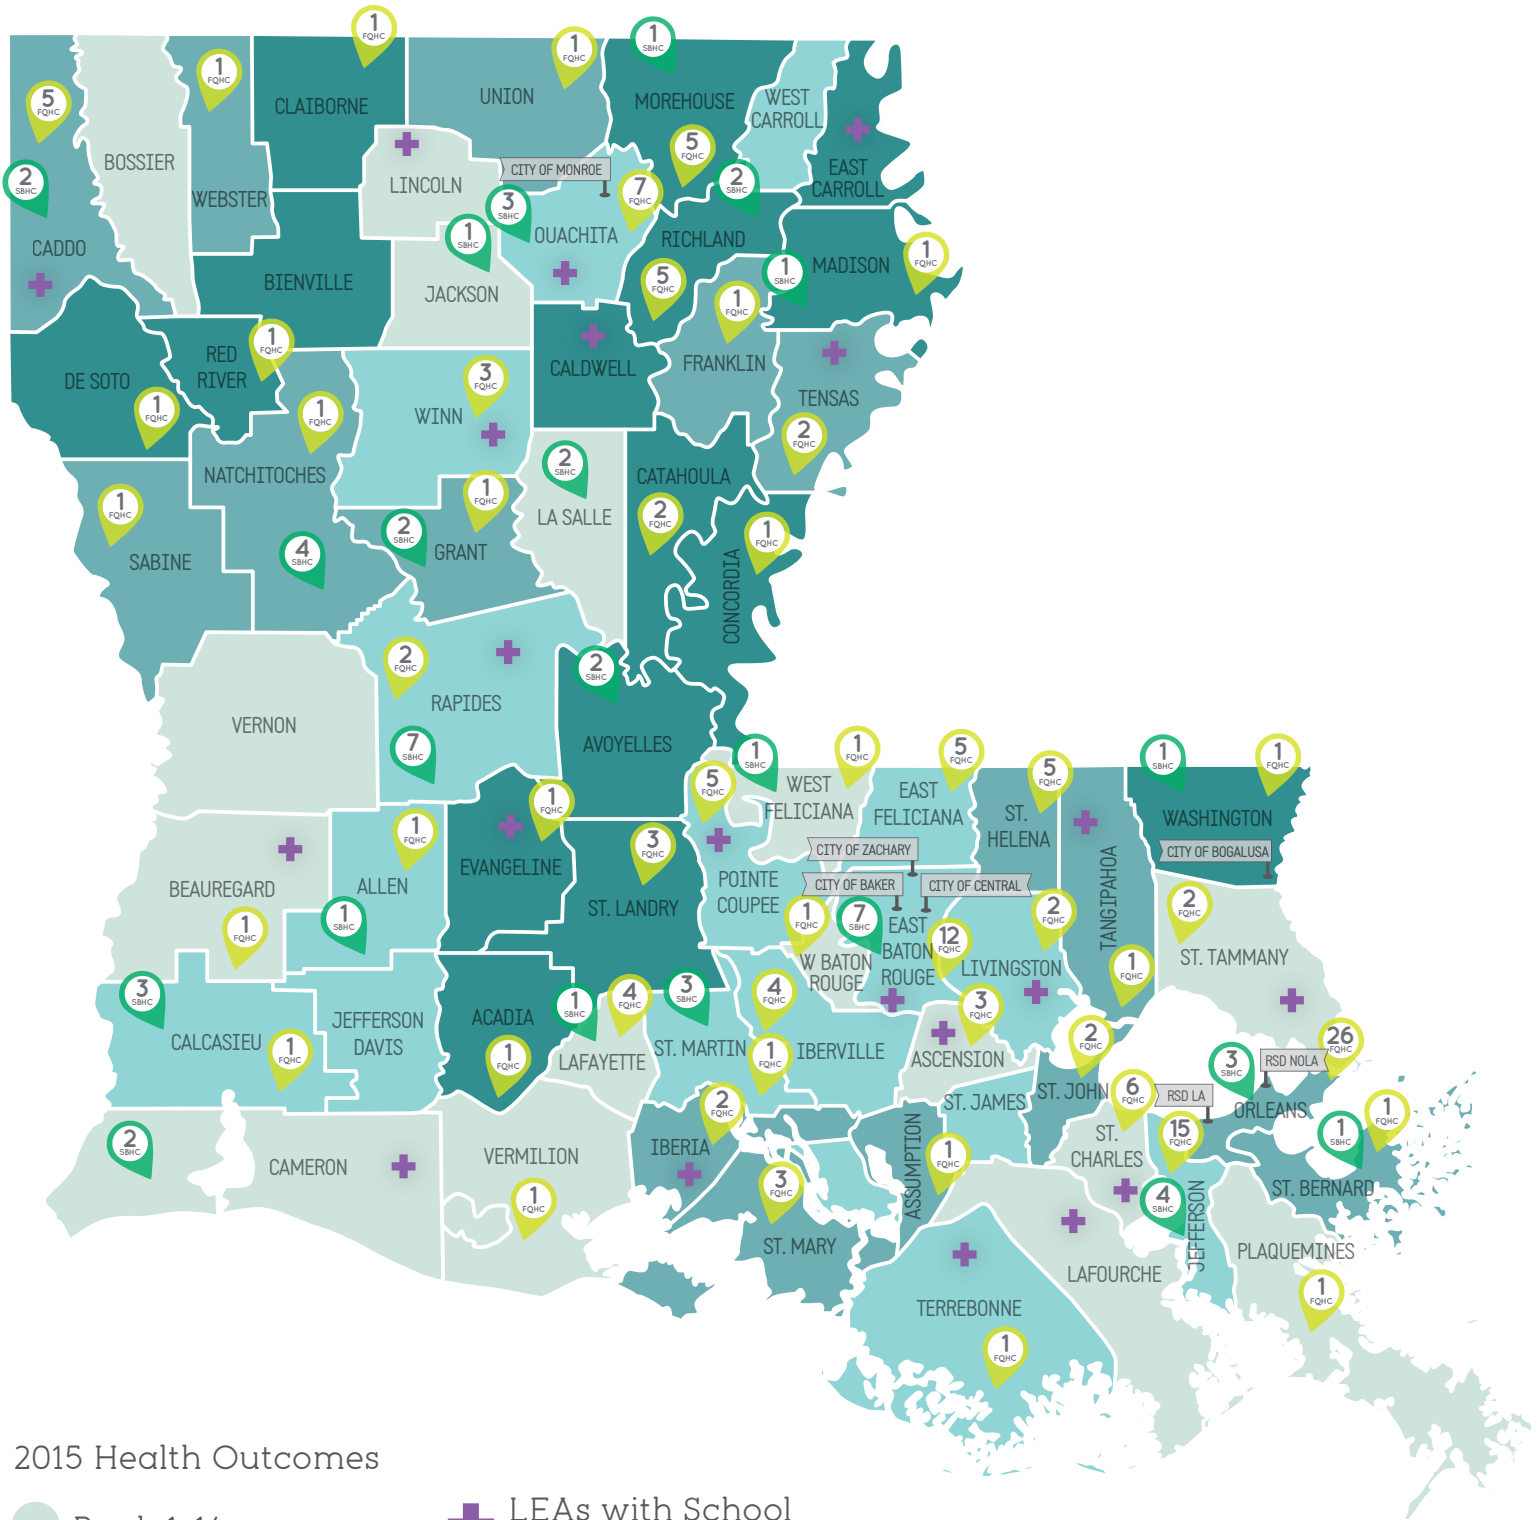 1
FQHC
1
FQHC
1
SBHC
1
FQHC
5
FQHC
UNION
MOREHOUSE
WEST
CARROLL
CLAIBORNE
5
FQHC
BOSSIER
CITY OF MONROE
EAST
CARROLL
2
SBHC
LINCOLN
7
FQHC
2
SBHC
WEBSTER
3
SBHC
CADDO
1
SBHC
OUACHITA
RICHLAND
MADISON
1
FQHC
BIENVILLE
JACKSON
5
FQHC
1
SBHC
1
FQHC
RED
RIVER
1
FQHC
DE SOTO
CALDWELL
FRANKLIN
3
FQHC
TENSAS
1
FQHC
1
FQHC
WINN
2
FQHC
NATCHITOCHES
2
SBHC
CATAHOULA
1
FQHC
1
FQHC
LA SALLE
2
FQHC
1
FQHC
SABINE
4
SBHC
2
SBHC
GRANT
CONCORDIA
2
FQHC
2
SBHC
RAPIDES
VERNON
7
SBHC
AVOYELLES
1
SBHC
1
FQHC
5
FQHC
5
FQHC
1
SBHC
1
FQHC
5
FQHC
WEST
FELICIANA
EAST
FELICIANA
ST.
HELENA
WASHINGTON
1
FQHC
1
FQHC
3
FQHC
CITY OF ZACHARY
CITY OF BOGALUSA
EVANGELINE
BEAUREGARD
ALLEN
POINTE
COUPEE
CITY OF BAKER
CITY OF CENTRAL
TANGIPAHOA
ST. LANDRY
1
FQHC
1
SBHC
1
FQHC
7
SBHC
EAST
BATON
ROUGE
12
FQHC
2
FQHC
2
FQHC
W BATON
ROUGE
LIVINGSTON
1
FQHC
ST. TAMMANY
3
SBHC
CALCASIEU
1
FQHC
JEFFERSON
DAVIS
ACADIA
1
FQHC
1
SBHC
4
FQHC
3
SBHC
4
FQHC
LAFAYETTE
ST. MARTIN
1
FQHC
IBERVILLE
3
FQHC
ASCENSION
2
FQHC
26
FQHC
3
SBHC
RSD NOLA
2
FQHC
ST. JAMES
ST. JOHN
6
FQHC
RSD LA
ORLEANS
1
FQHC
2
SBHC
CAMERON
VERMILION
IBERIA
ASSUMPTION
1
FQHC
ST.
CHARLES
15
FQHC
1
SBHC
1
FQHC
3
FQHC
4
SBHC
JEFFERSON
ST. BERNARD
ST. MARY
LAFOURCHE
PLAQUEMINES
1
FQHC
TERREBONNE
1
FQHC
2015 Health Outcomes
LEAs with School